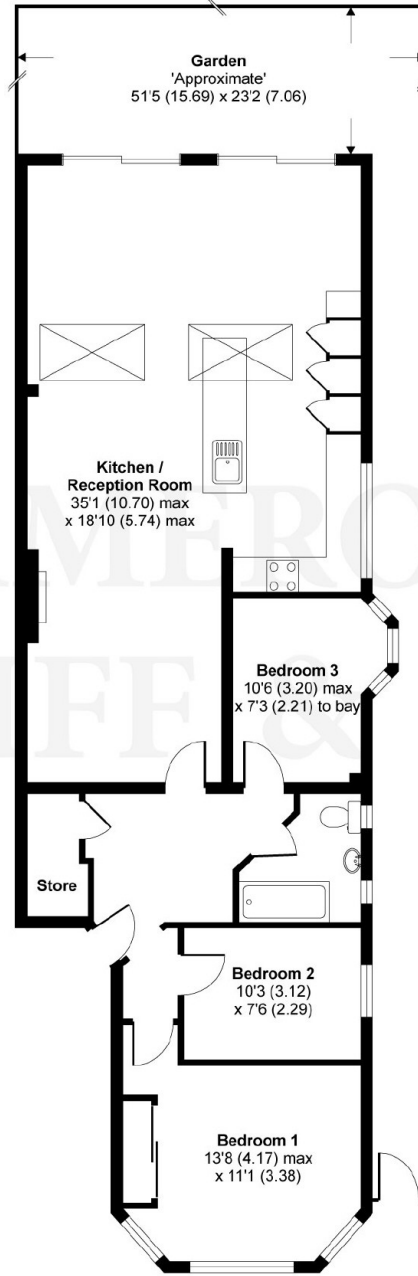 Garden
'Approximate'
51'5 (15.69) x 23'2 (7.06)
Kitchen /
Reception Room
35'1 (10.70) max
x 18'10 (5.74) max
Bedroom 3
10'6 (3.20) max
x 7'3 (2.21) to bay
Store
Bedroom 2
10'3 (3.12)
x 7'6 (2.29)
Bedroom 1
13'8 (4.17) max
x 11'1 (3.38)